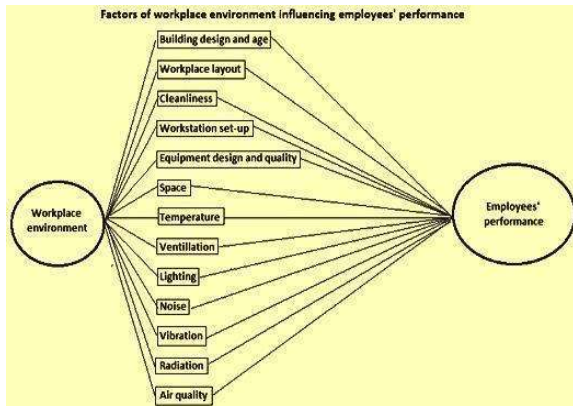 Factors of workplace environment influencing employees' performance
Building design and age
Workplace layout
Cleanliness
Workstation set-up
Equipment design and quality
Space
Temperature
Ventillation
Lighting
Noise
Vibration
Radiation
Air quality
Workplace
environment
Employees'
performance